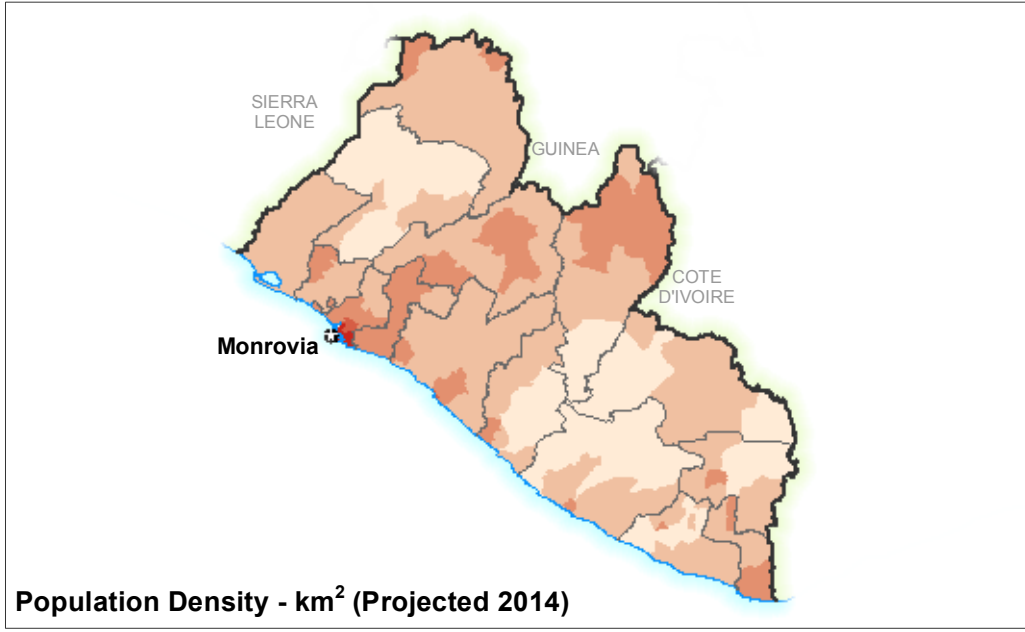 SIERRA
LEONE
GUINEA
COTE
D'IVOIRE
Monrovia
Population Density - km² (Projected 2014)